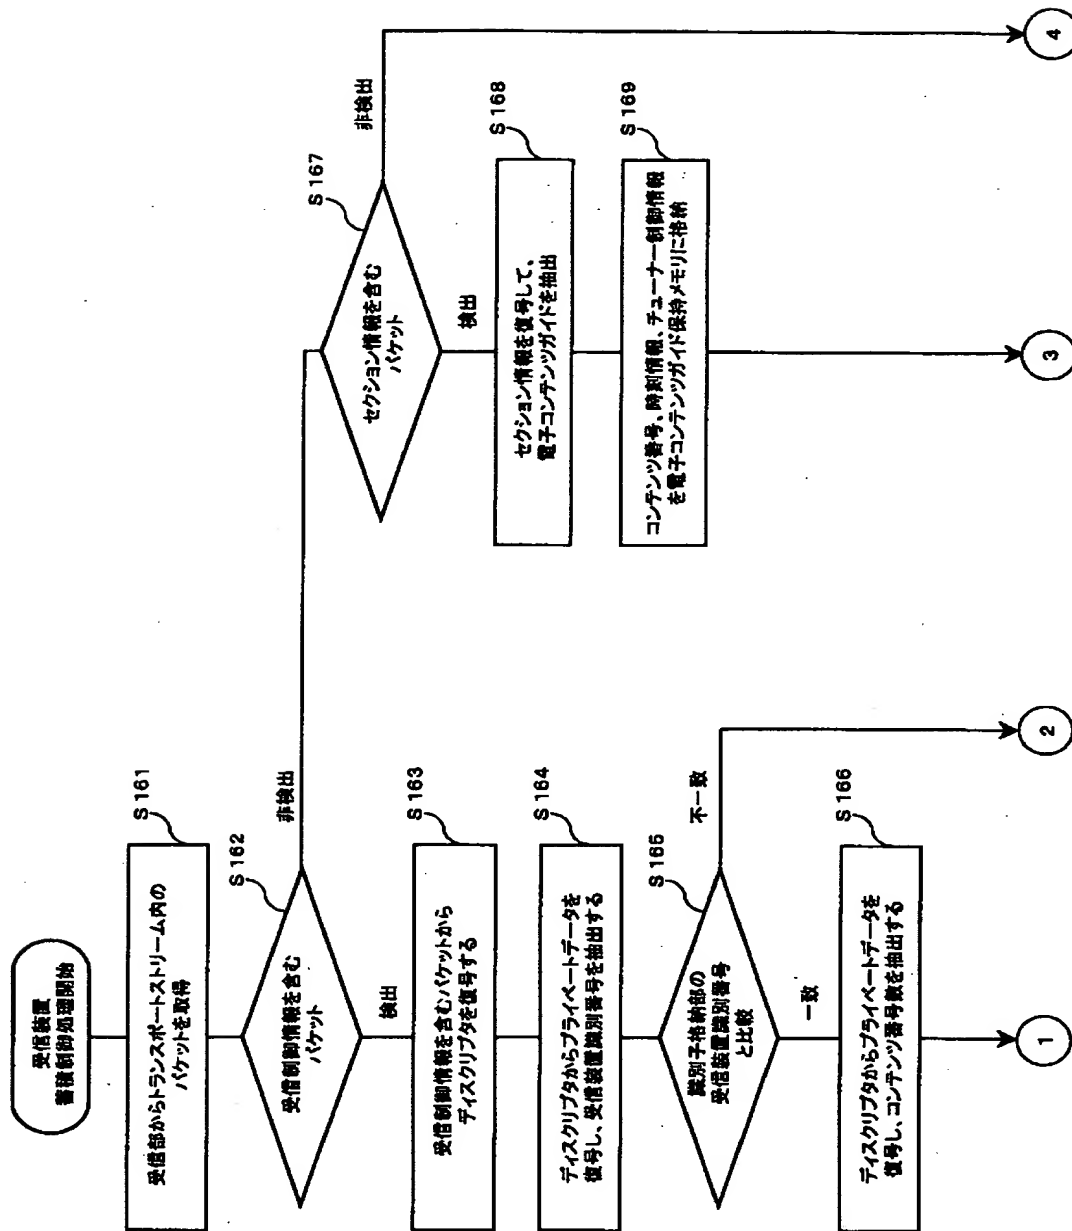 受信装置
蓄積制御処理開始
S161
受信部からトランスポートストリーム内の
パケットを取得
S162
受信制御情報を含む
パケット
非検出
検出
S163
受信制御情報を含むパケットから
ディスクリプタを復号する
S164
ディスクリプタからプライベートデータを
復号し、受信装置識別番号を抽出する
S165
識別子格納部の
受信装置識別番号
と比較
不一致
一致
S166
ディスクリプタからプライベートデータを
復号し、コンテンツ番号数を抽出する
1
2
S167
セクション情報を含む
パケット
非検出
検出
S168
セクション情報を復号して、
電子コンテンツガイドを抽出
S169
コンテンツ番号、時刻情報、チューナー制御情報
を電子コンテンツガイド保持メモリに格納
3
4